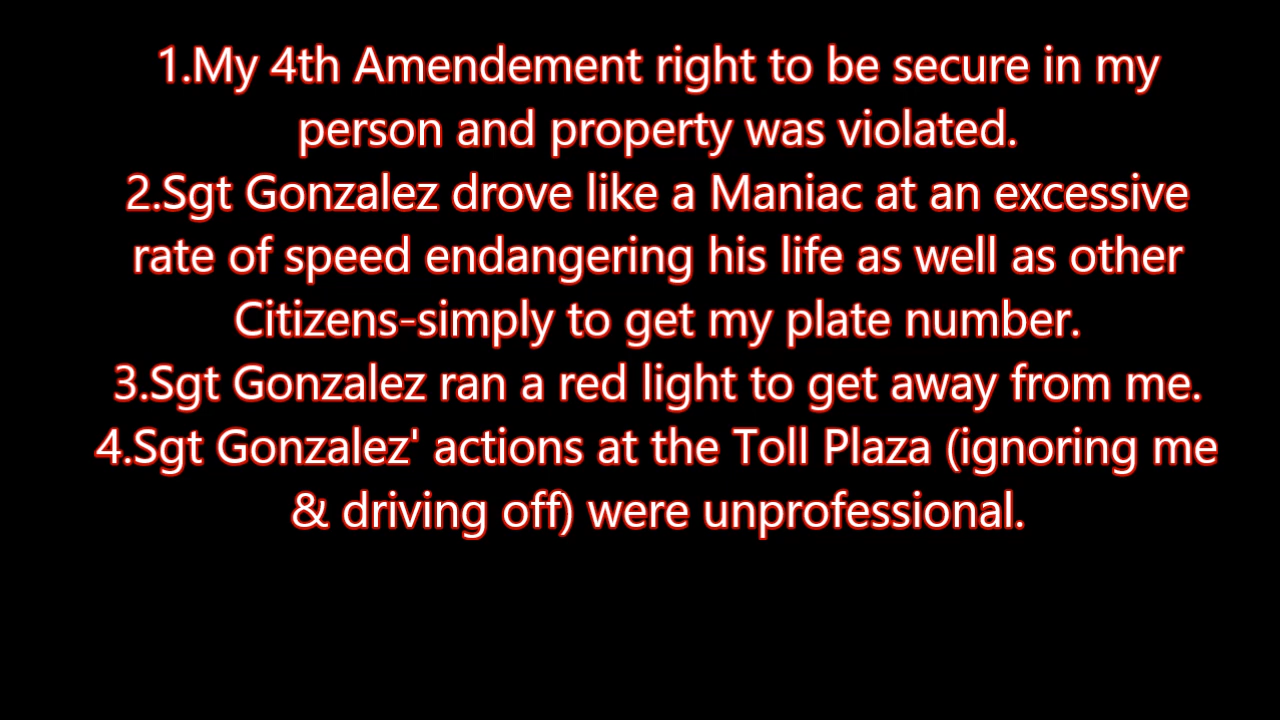 1.My 4th Amendement right to be secure in my
person and property was violated.
2.Sgt Gonzalez drove like a Maniac at an excessive
rate of speed endangering his life as well as other
Citizens-simply to get my plate number.
3.Sgt Gonzalez ran a red light to get away from me.
4.Sgt Gonzalez' actions at the Toll Plaza (ignoring me
& driving off) were unprofessional.